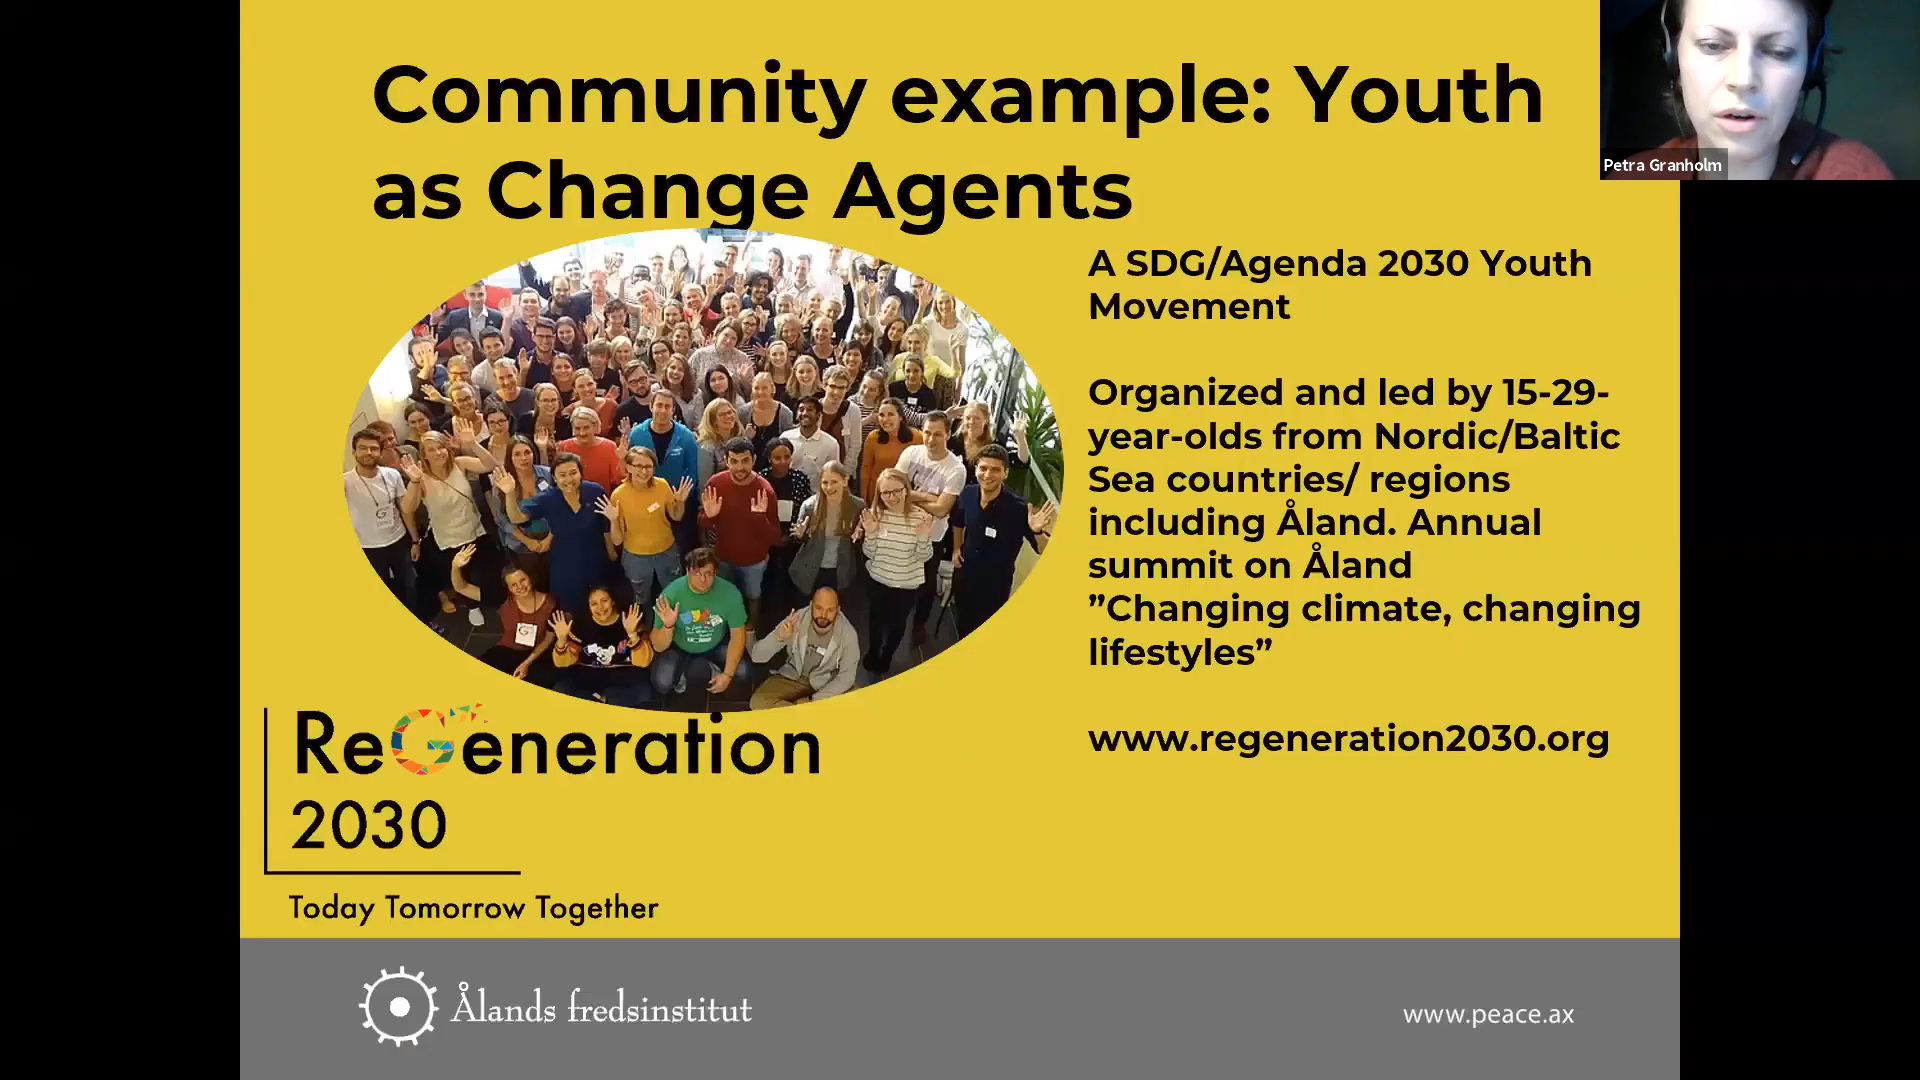 Community example: Youth
as Change Agents
Petra Granholm
A SDG/Agenda 2030 Youth
Movement
Organized and led by 15-29-
year-olds from Nordic/Baltic
Sea countries/ regions
including Åland. Annual
summit on Åland
”Changing climate, changing
lifestyles”
www.regeneration2030.org
ReGeneration
2030
Today Tomorrow Together
Ålands fredsinstitut
www.peace.ax